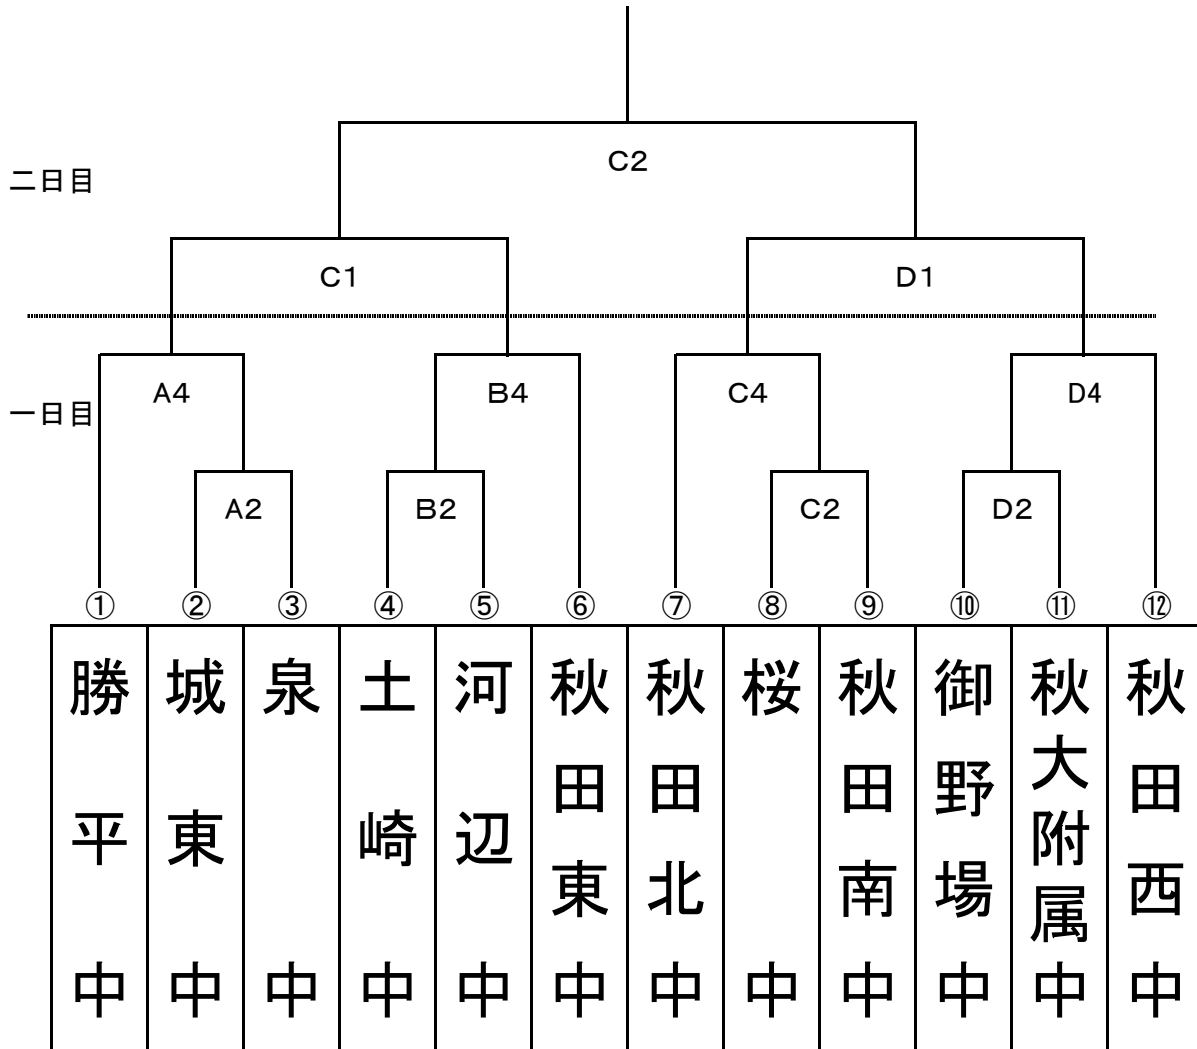 C2
二日目
C1
D1
A4
B4
C4
D4
一日目
A2
B2
C2
D2
①
②
③
④
⑤
⑥
⑦
⑧
⑨
⑩
⑪
⑫
勝平中
城東中
泉中
土崎中
河辺中
秋田東中
秋田北中
桜中
秋田南中
御野場中
秋大附属中
秋田西中